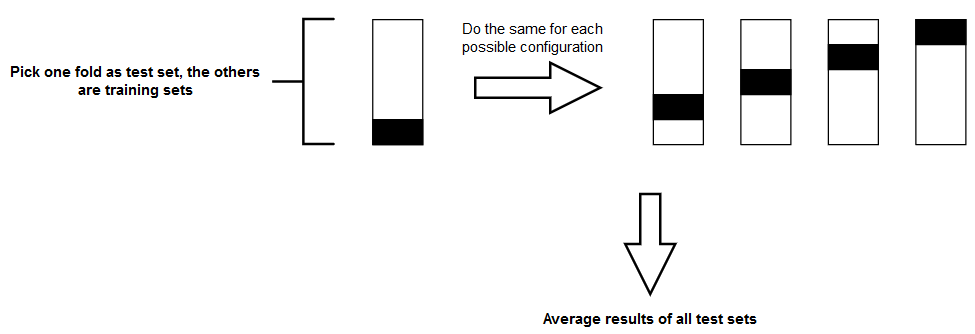 Pick one fold as test set, the others
are training sets
Do the same for each
possible configuration
Average results of all test sets